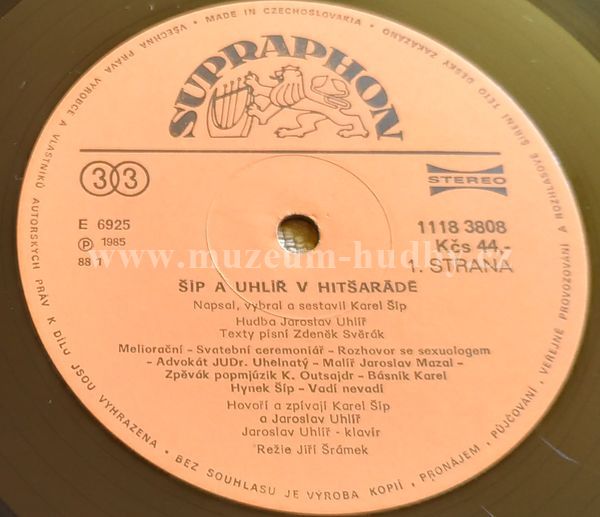 MADE IN CZECHOSLOVAKIA • VŠECHNA PRÁVA VÝROBCE A VLASTNÍKŮ AUTORSKÝCH PRÁV K DÍLU JSOU VYHRAZENA • BEZ SOUHLASU JE VÝROBA KOPIÍ, PRONÁJEM, PŮJČOVÁNÍ, VEŘEJNÉ PROVOZOVÁNÍ A ROZHLASOVÉ ŠÍŘENÍ TÉTO DESKY ZAKÁZÁNO •
SUPRAPHON
33
STEREO
E 6925
1118 3808
Ⓟ 1985
Kčs 44,-
88 1
1. STRANA
www.muzeum-hudby.cz
ŠÍP A UHLÍŘ V HITŠARÁDĚ
Napsal, vybral a sestavil Karel Šíp
Hudba Jaroslav Uhlíř
Texty písní Zdeněk Svěrák
Meliorační - Svatební ceremoniář - Rozhovor se sexuologem
- Advokát JUDr. Uhelnatý - Malíř Jaroslav Mazal -
Zpěvák popmjúzik K. Outsajdr - Básník Karel
Hynek Šíp - Vadí nevadí
Hovoří a zpívají Karel Šíp
a Jaroslav Uhlíř
Jaroslav Uhlíř - klavír
Režie Jiří Šrámek